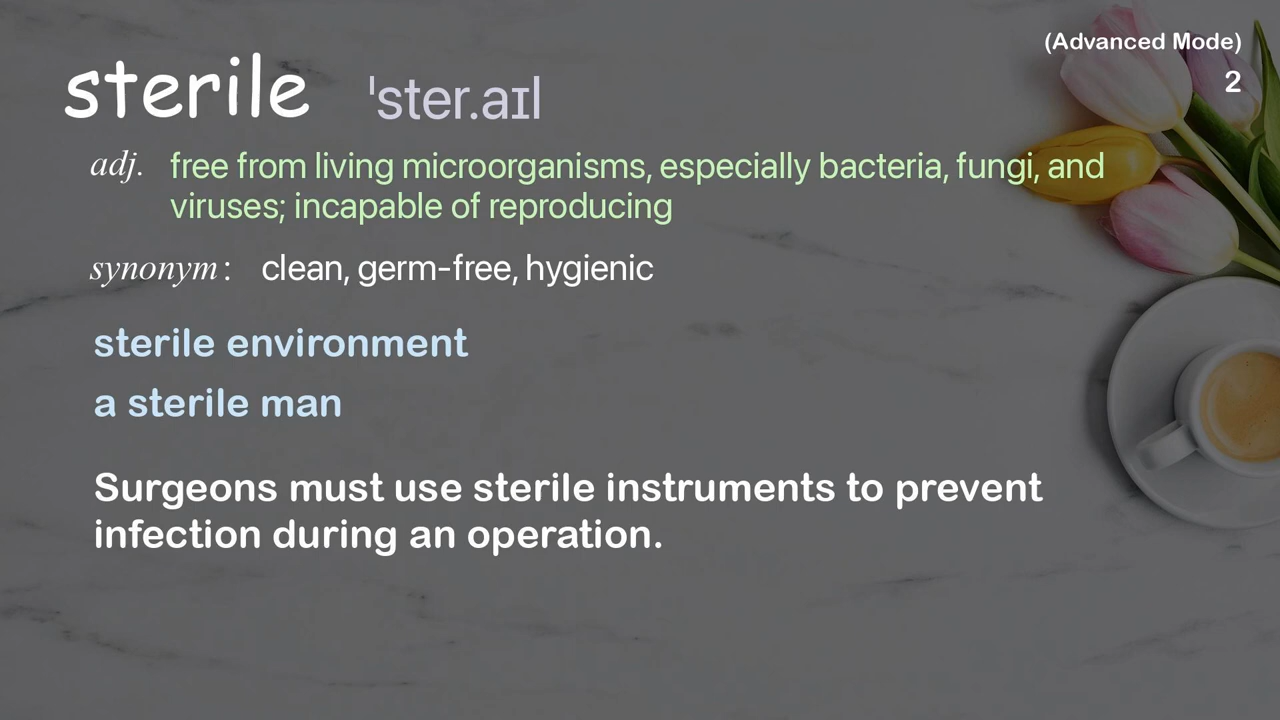 (Advanced Mode)
2
sterile ˈster.aɪl
adj. free from living microorganisms, especially bacteria, fungi, and
viruses; incapable of reproducing
synonym: clean, germ-free, hygienic
sterile environment
a sterile man
Surgeons must use sterile instruments to prevent
infection during an operation.